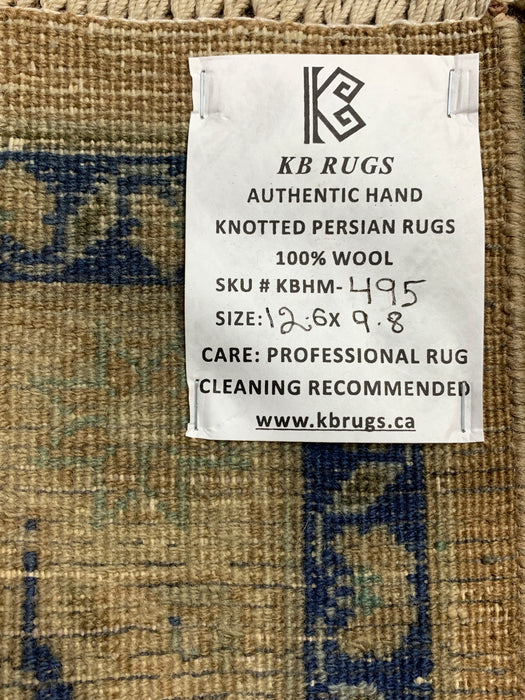 KB RUGS
AUTHENTIC HAND
KNOTTED PERSIAN RUGS
100% WOOL
SKU # KBHM-495
SIZE: 12.6X 9.8
CARE: PROFESSIONAL RUG
CLEANING RECOMMENDED
www.kbrugs.ca